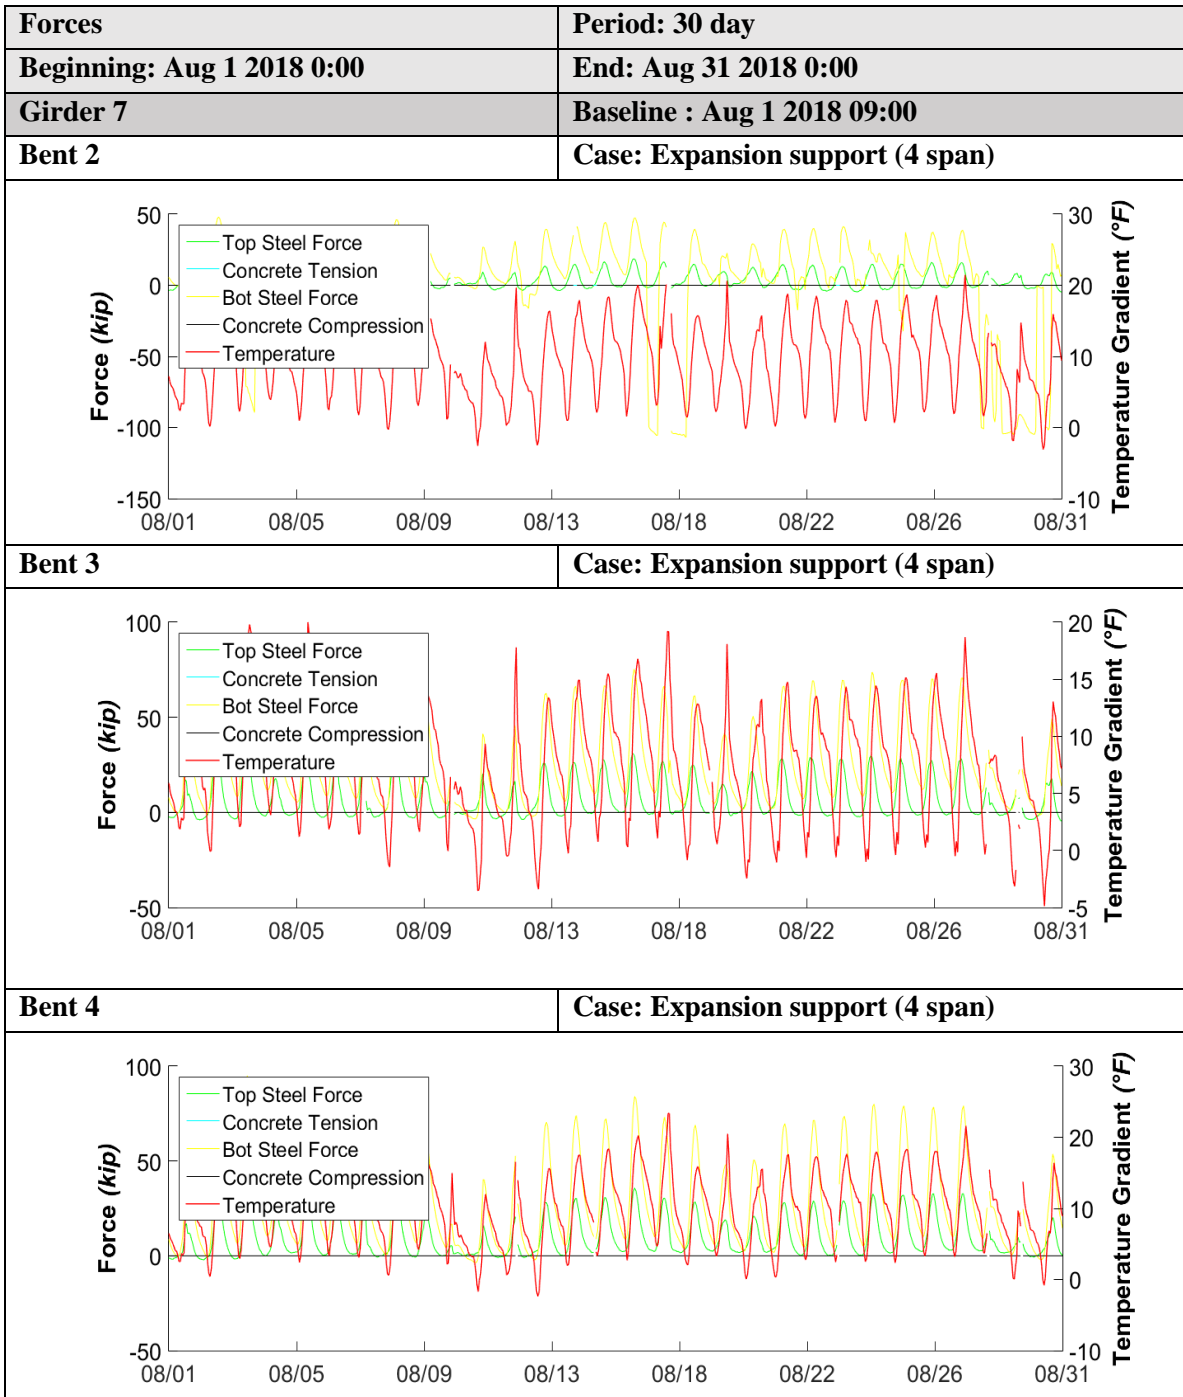 Forces Period: 30 day
Beginning: Aug 1 2018 0:00 End: Aug 31 2018 0:00
Girder 7 Baseline : Aug 1 2018 09:00
Bent 2 Case: Expansion support (4 span)
50
0
-50
-100
-150
Force (kip)
Top Steel Force
Concrete Tension
Bot Steel Force
Concrete Compression
Temperature
30
20
10
0
-10
Temperature Gradient (°F)
08/01 08/05 08/09 08/13 08/18 08/22 08/26 08/31
Bent 3 Case: Expansion support (4 span)
100
50
0
-50
Force (kip)
Top Steel Force
Concrete Tension
Bot Steel Force
Concrete Compression
Temperature
20
15
10
5
0
-5
Temperature Gradient (°F)
08/01 08/05 08/09 08/13 08/18 08/22 08/26 08/31
Bent 4 Case: Expansion support (4 span)
100
50
0
-50
Force (kip)
Top Steel Force
Concrete Tension
Bot Steel Force
Concrete Compression
Temperature
30
20
10
0
-10
Temperature Gradient (°F)
08/01 08/05 08/09 08/13 08/18 08/22 08/26 08/31